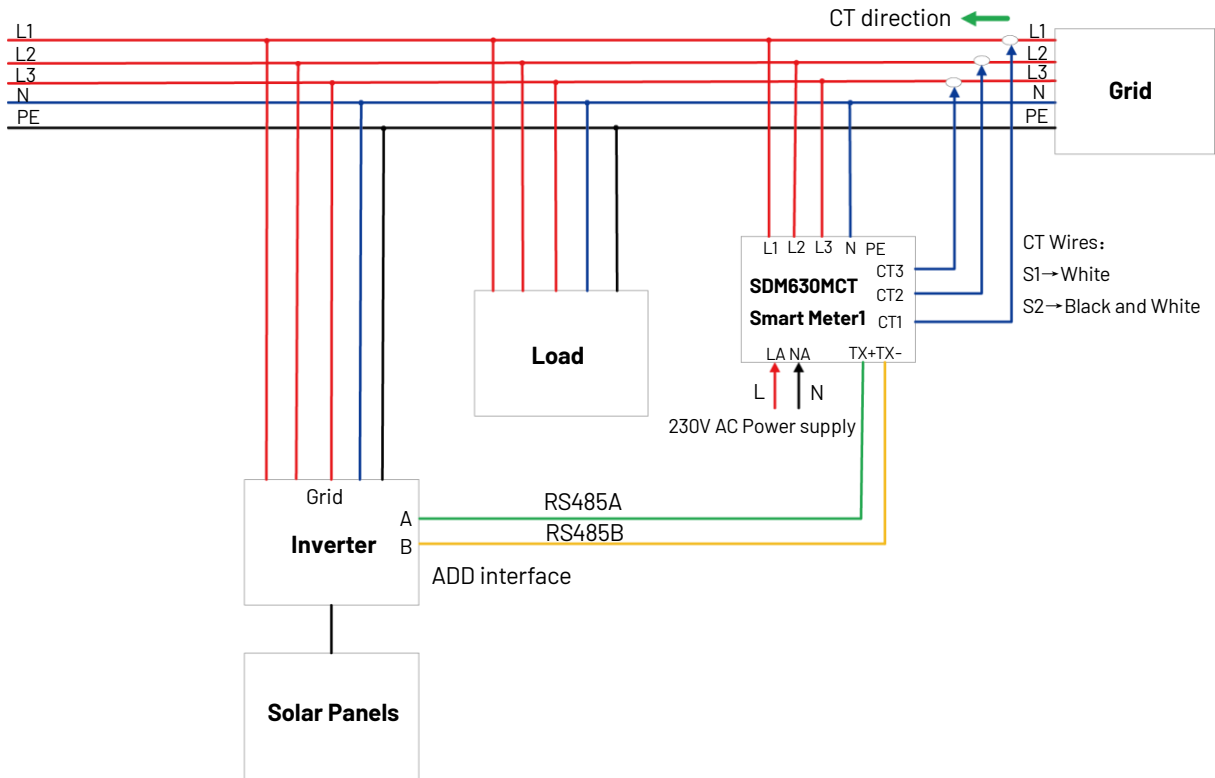 CT direction
L1
L2
L3
N
PE
L1
L2
L3
N
PE
Grid
L1 L2 L3 N PE
CT3
SDM630MCT
CT2
Smart Meter1
CT1
LA NA
TX+TX-
CT Wires:
S1→White
S2→Black and White
L
N
230V AC Power supply
Load
Grid
Inverter
A
B
RS485A
RS485B
ADD interface
Solar Panels